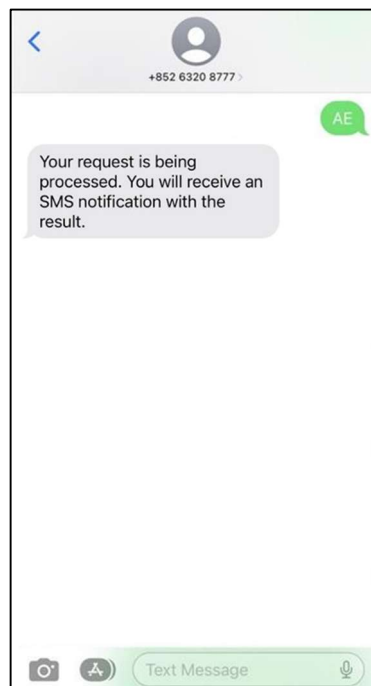 +852 6320 8777
AE
Your request is being
processed. You will receive an
SMS notification with the
result.
Text Message